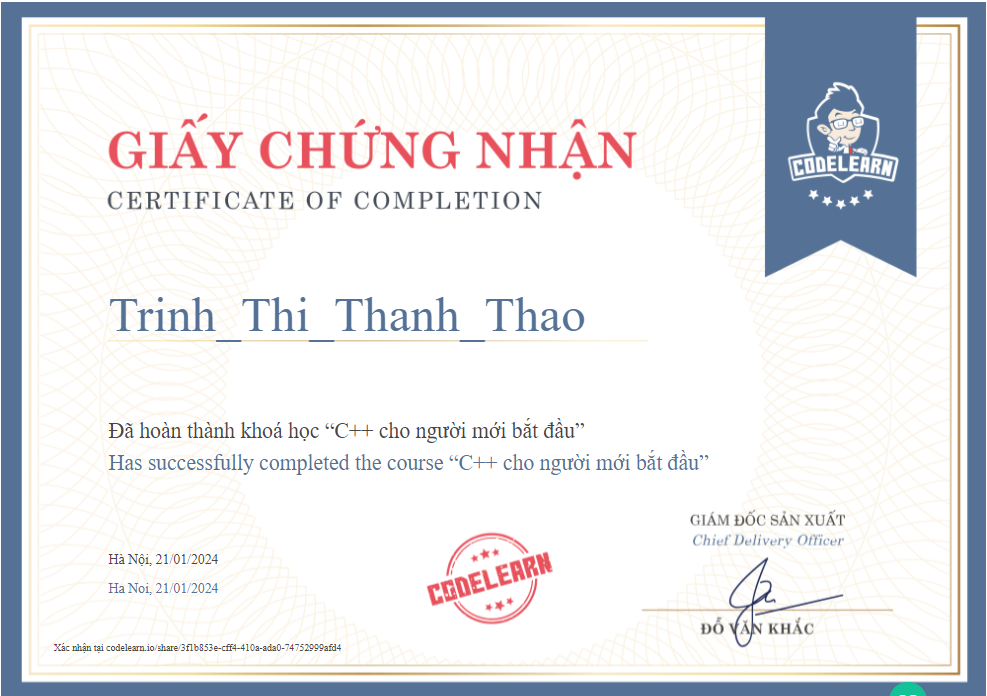 GIẤY CHỨNG NHẬN
CERTIFICATE OF COMPLETION
CODELEARN
Trinh_Thi_Thanh_Thao
Đã hoàn thành khoá học “C++ cho người mới bắt đầu”
Has successfully completed the course “C++ cho người mới bắt đầu”
GIÁM ĐỐC SẢN XUẤT
Chief Delivery Officer
Hà Nội, 21/01/2024
Ha Noi, 21/01/2024
CODELEARN
ĐỖ VĂN KHẮC
Xác nhận tại codelearn.io/share/3f1b853e-cff4-410a-ada0-74752999afd4